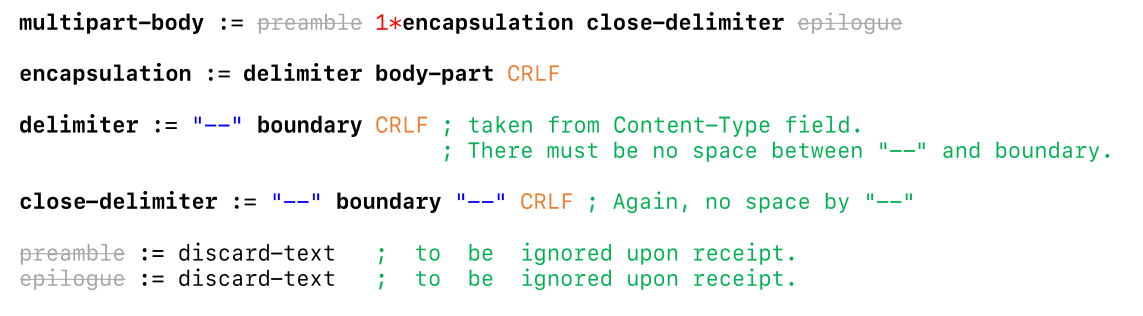 multipart-body := preamble 1*encapsulation close-delimiter epilogue
encapsulation := delimiter body-part CRLF
delimiter := "--" boundary CRLF ; taken from Content-Type field.
; There must be no space between "--" and boundary.
close-delimiter := "--" boundary "--" CRLF ; Again, no space by "--"
preamble := discard-text ; to be ignored upon receipt.
epilogue := discard-text ; to be ignored upon receipt.